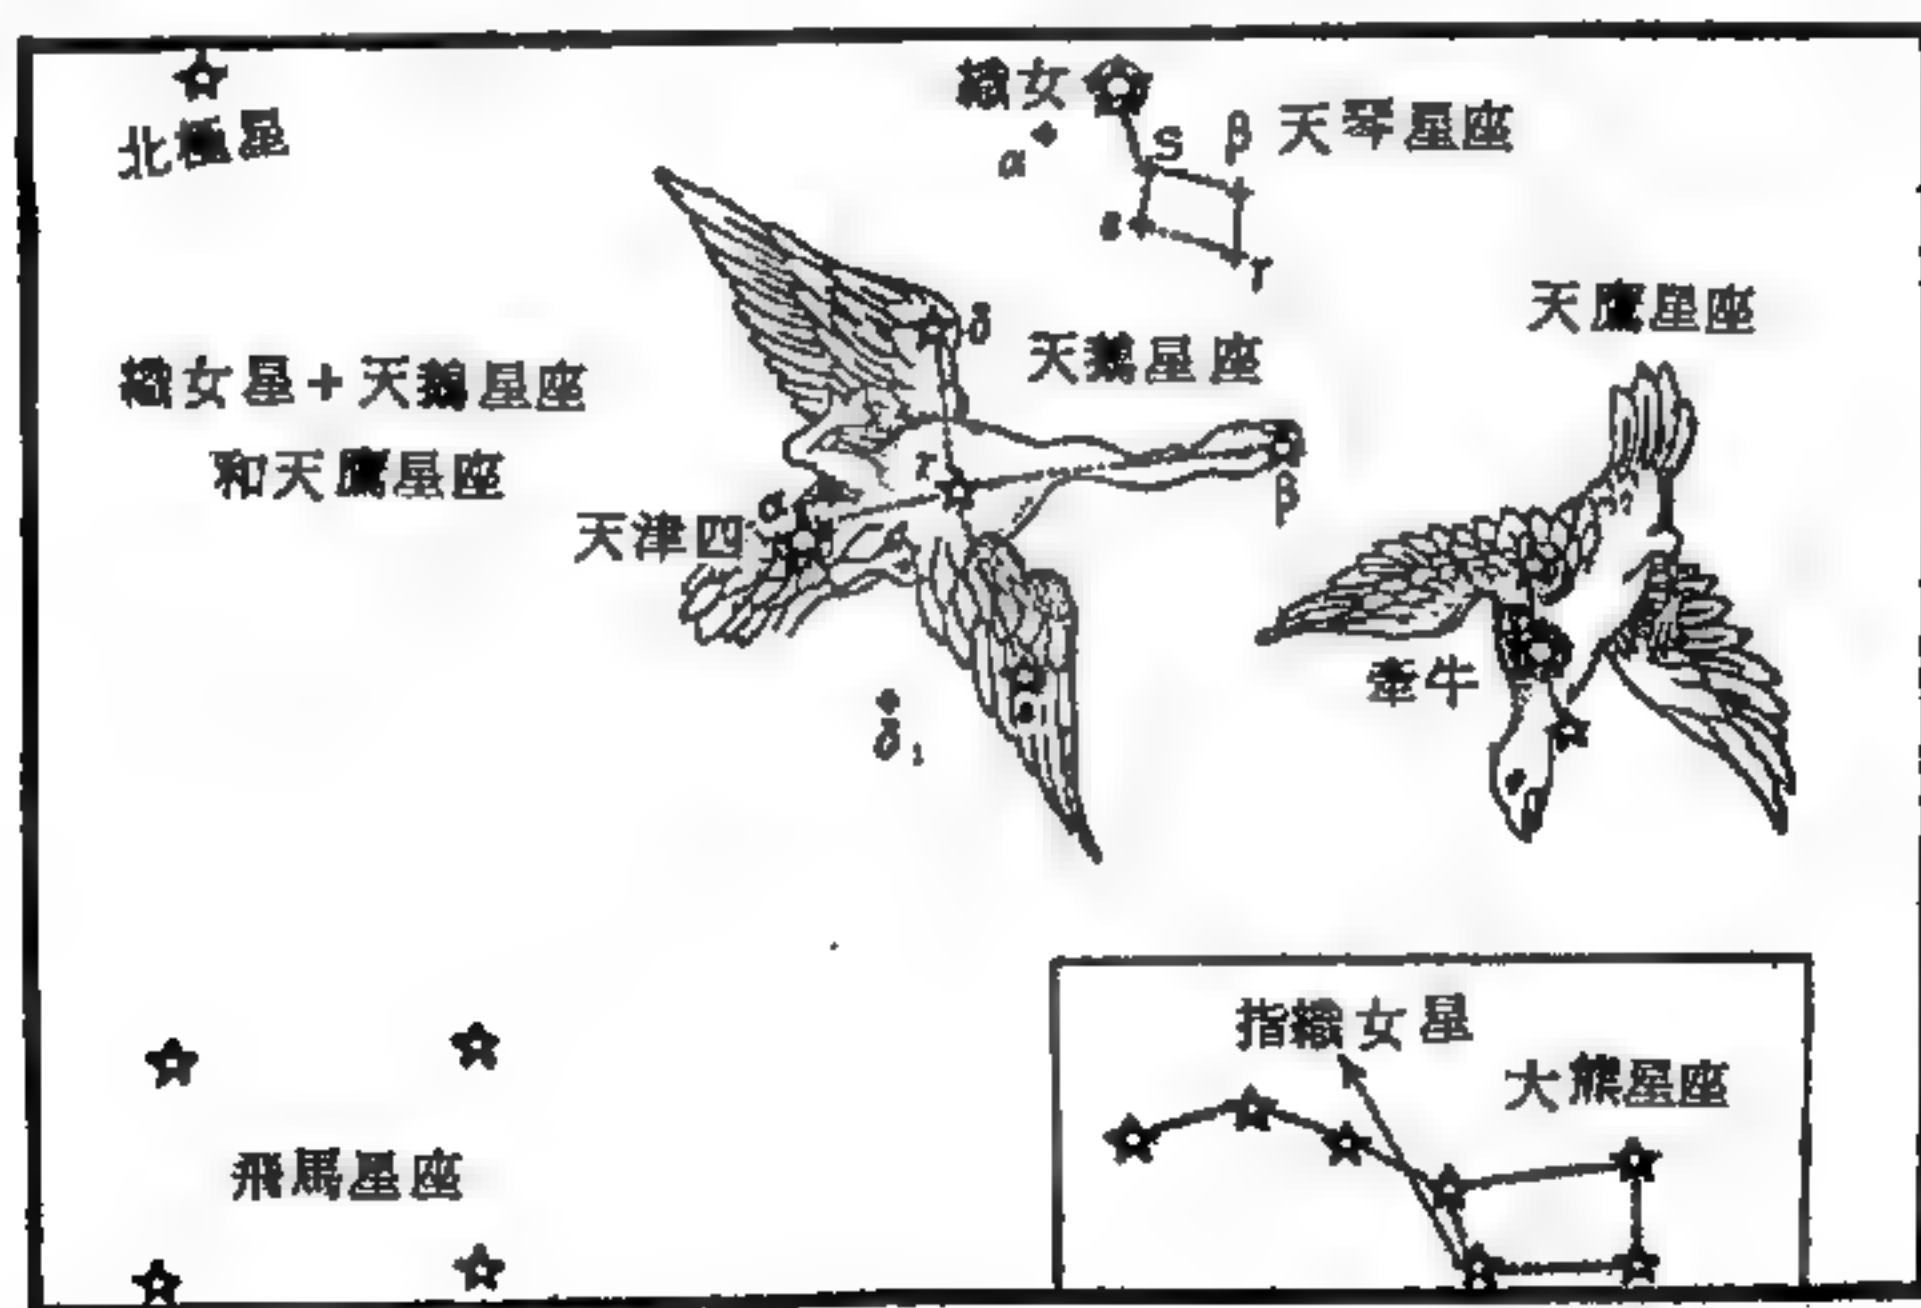 北極星
織女
α
S
β
天琴星座
ε
γ
天鷹星座
δ
天鵝星座
織女星+天鵝星座
和天鷹星座
γ
α
天津四
β
牽牛
ε
δ₁
指織女星
大熊星座
飛馬星座